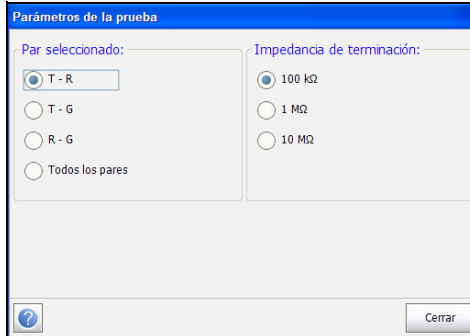 Parámetros de la prueba
Par seleccionado:
T - R
T - G
R - G
Todos los pares
Impedancia de terminación:
100 kΩ
1 MΩ
10 MΩ
?
Cerrar